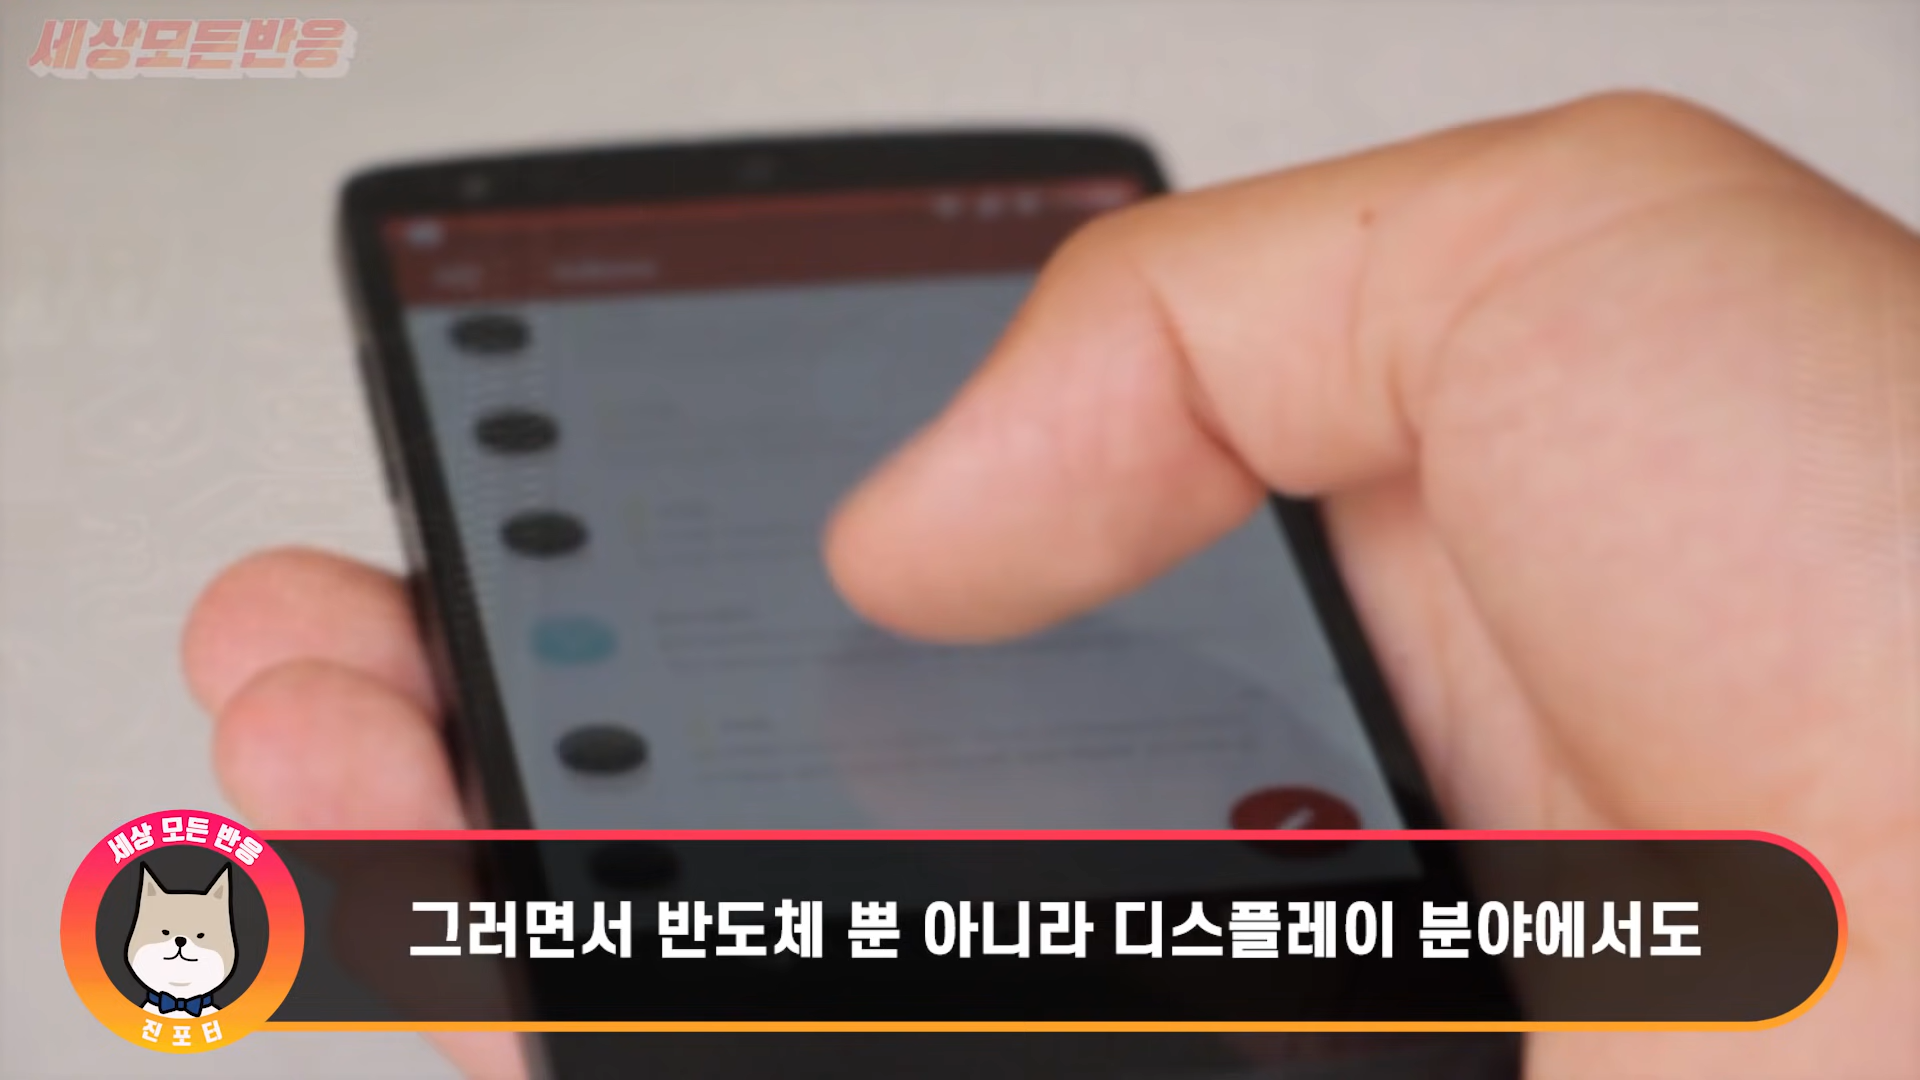 세상모든반응
세상 모든 반응
그러면서 반도체 뿐 아니라 디스플레이 분야에서도
진포터